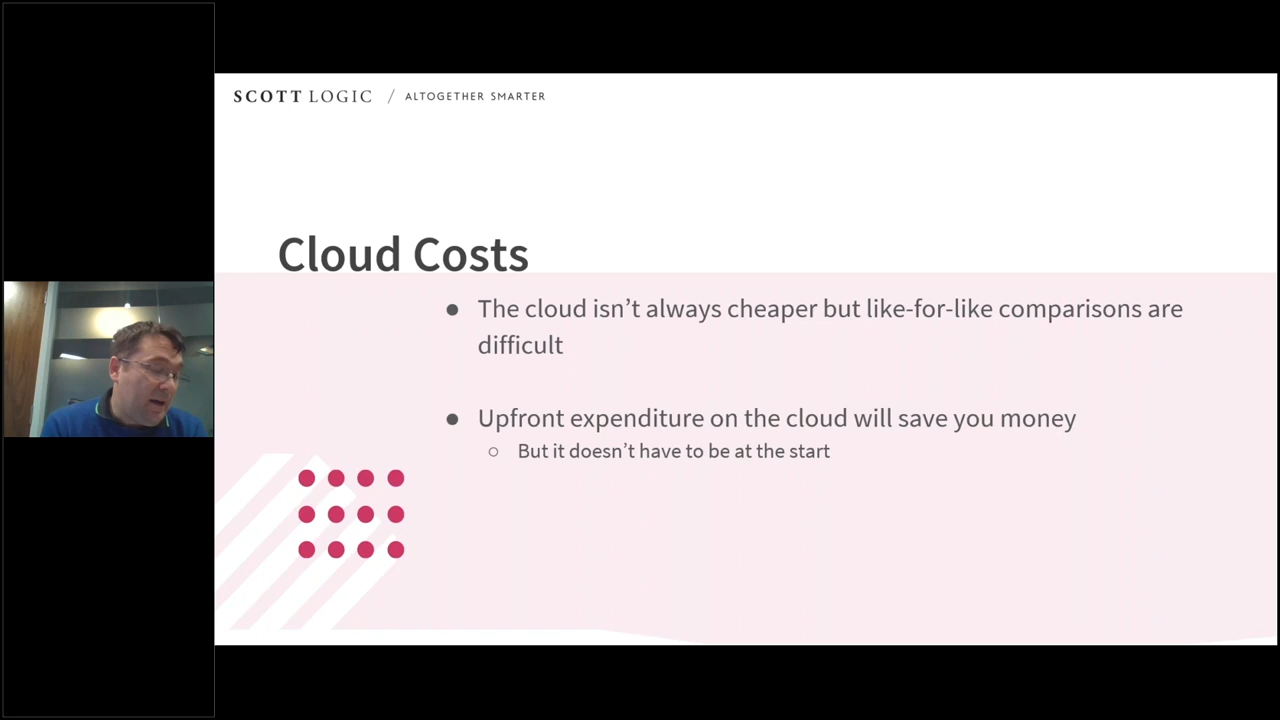 SCOTT LOGIC / ALTOGETHER SMARTER
Cloud Costs
● The cloud isn’t always cheaper but like-for-like comparisons are
difficult
● Upfront expenditure on the cloud will save you money
○ But it doesn’t have to be at the start